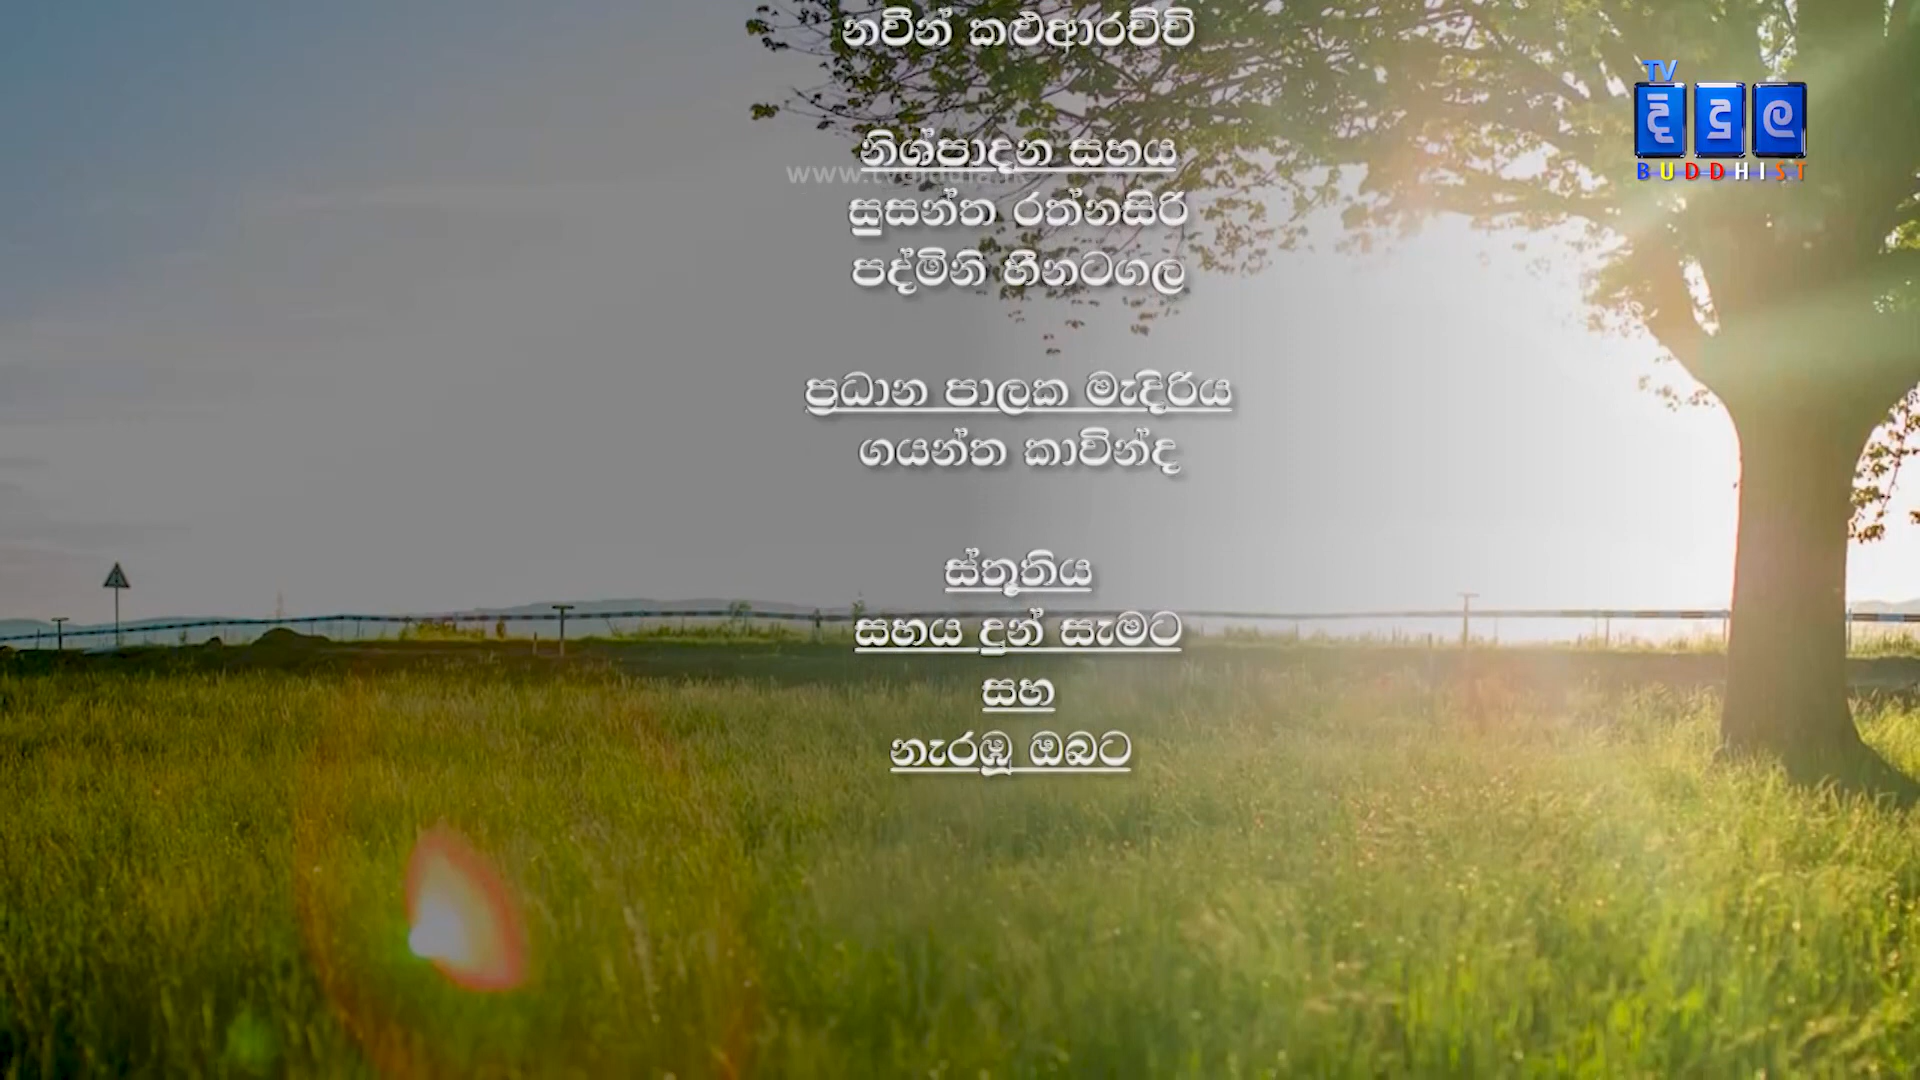 නවීන් කළුආරච්චි
TV
දිදුල
BUDDHIST
නිශ්පාදන සහය
සුසන්ත රත්නසිරි
පද්මිනි හීනටගල
ප්‍රධාන පාලක මැදිරිය
ගයන්ත කාවින්ද
ස්තූතිය
සහය දුන් සැමට
සහ
නැරඹූ ඔබට